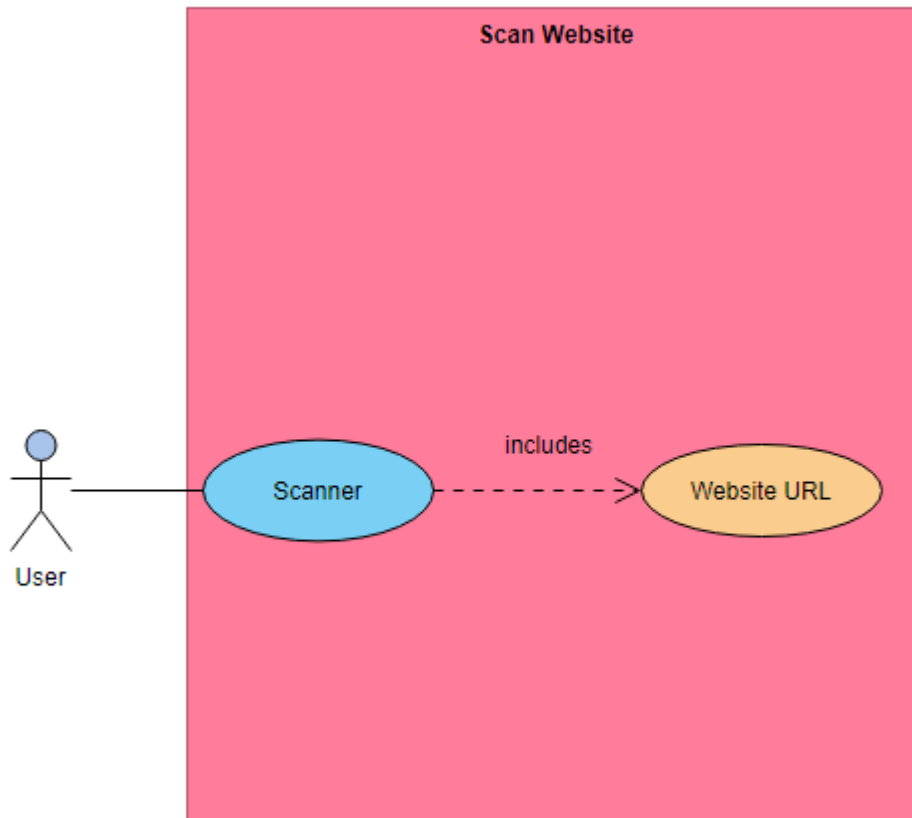 Scan Website
includes
Scanner
Website URL
User